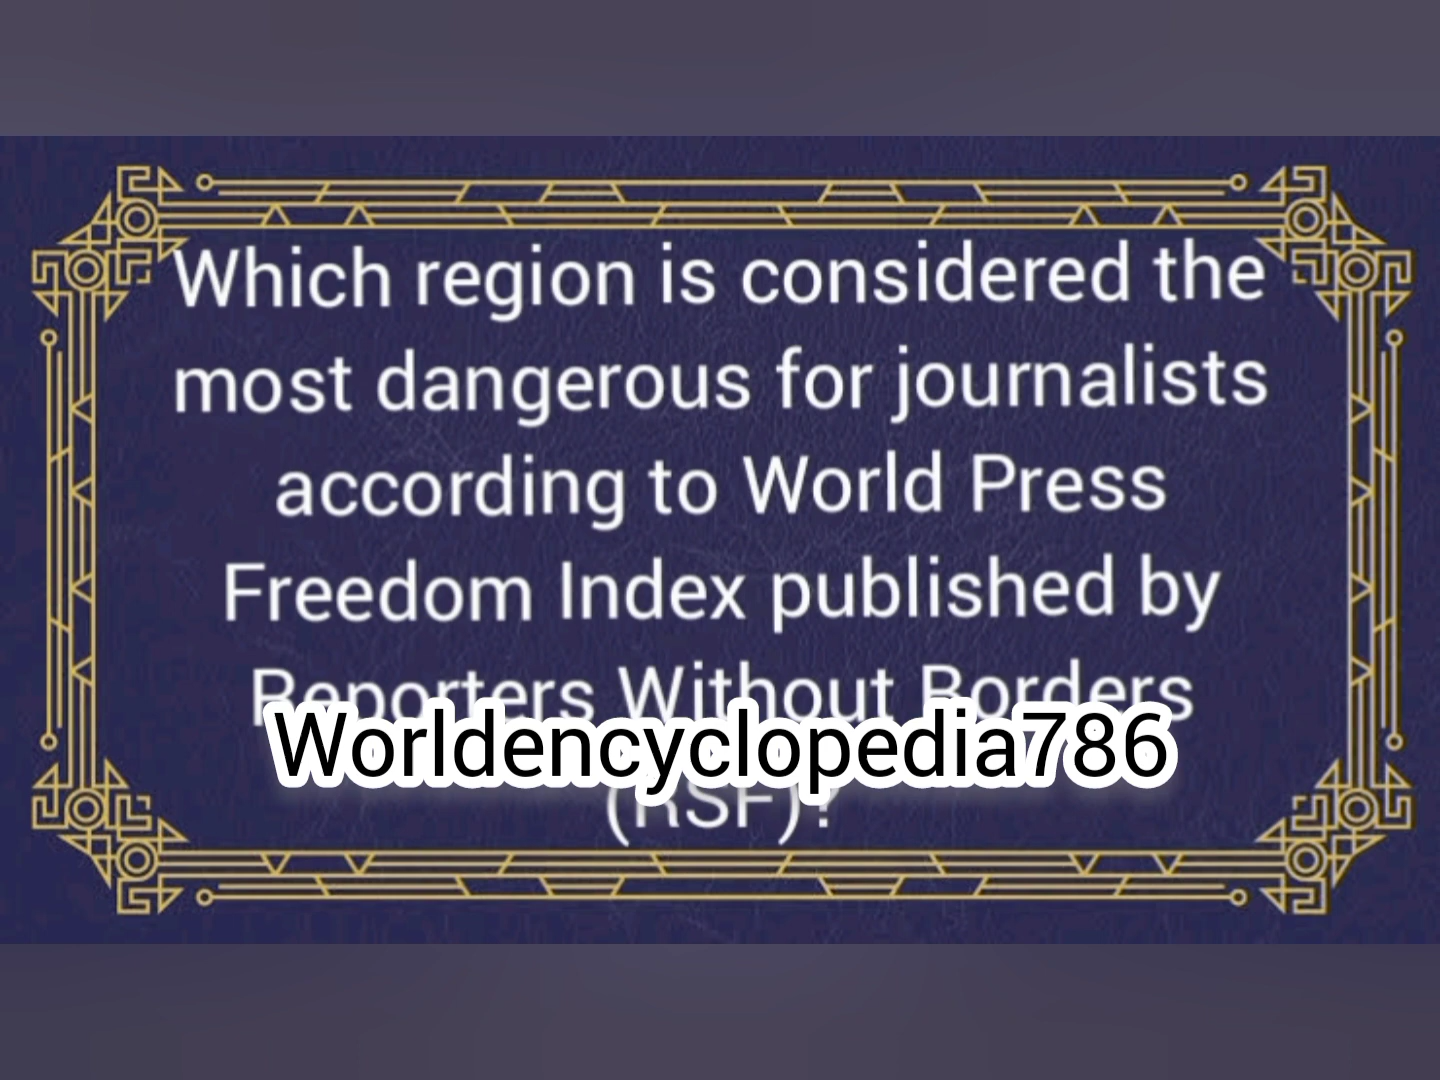 Which region is considered the
most dangerous for journalists
according to World Press
Freedom Index published by
Reporters Without Borders
Worldencyclopedia786
(RSF)?